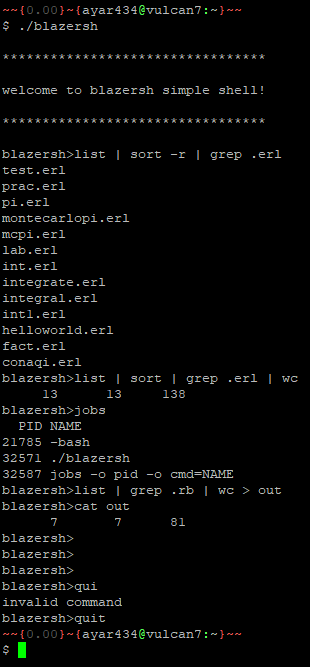 ~~{0.00}~{ayar434@vulcan7:~}~~
$ ./blazersh

*********************************

welcome to blazersh simple shell!

*********************************

blazersh>list | sort -r | grep .erl
test.erl
prac.erl
pi.erl
montecarlopi.erl
mcpi.erl
lab.erl
int.erl
integrate.erl
integral.erl
int1.erl
helloworld.erl
fact.erl
conaqi.erl
blazersh>list | sort | grep .erl | wc
     13      13     138
blazersh>jobs
  PID NAME
21785 -bash
32571 ./blazersh
32587 jobs -o pid -o cmd=NAME
blazersh>list | grep .rb | wc > out
blazersh>cat out
      7       7      81
blazersh>
blazersh>
blazersh>
blazersh>qui
invalid command
blazersh>quit
~~{0.00}~{ayar434@vulcan7:~}~~
$